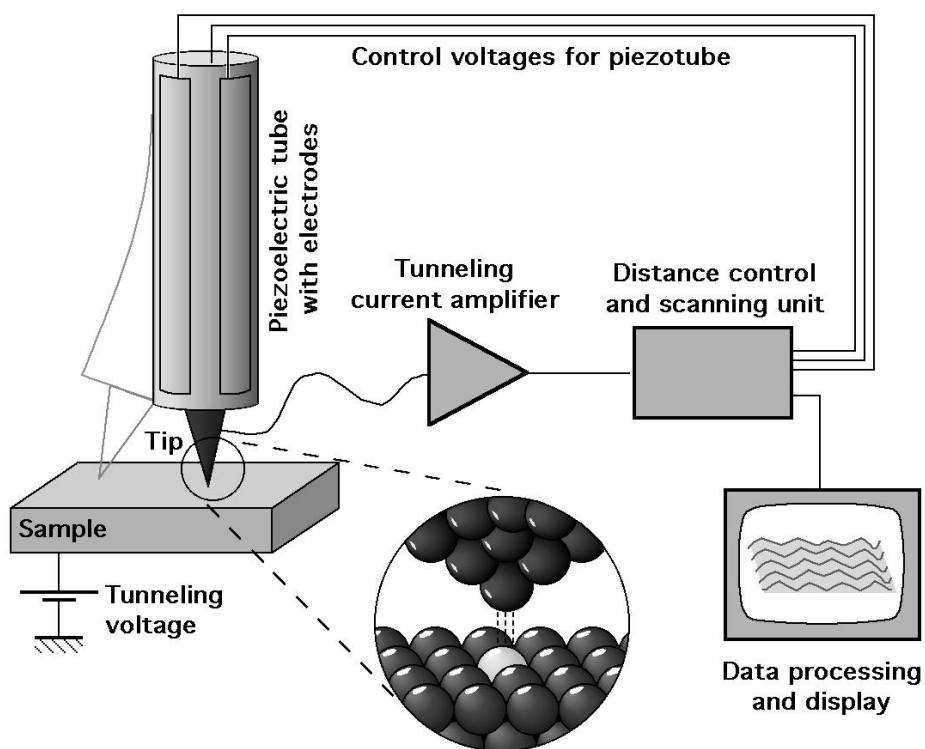 Control voltages for piezotube
Piezoelectric tube
with electrodes
Tunneling
current amplifier
Distance control
and scanning unit
Tip
Sample
Tunneling
voltage
Data processing
and display